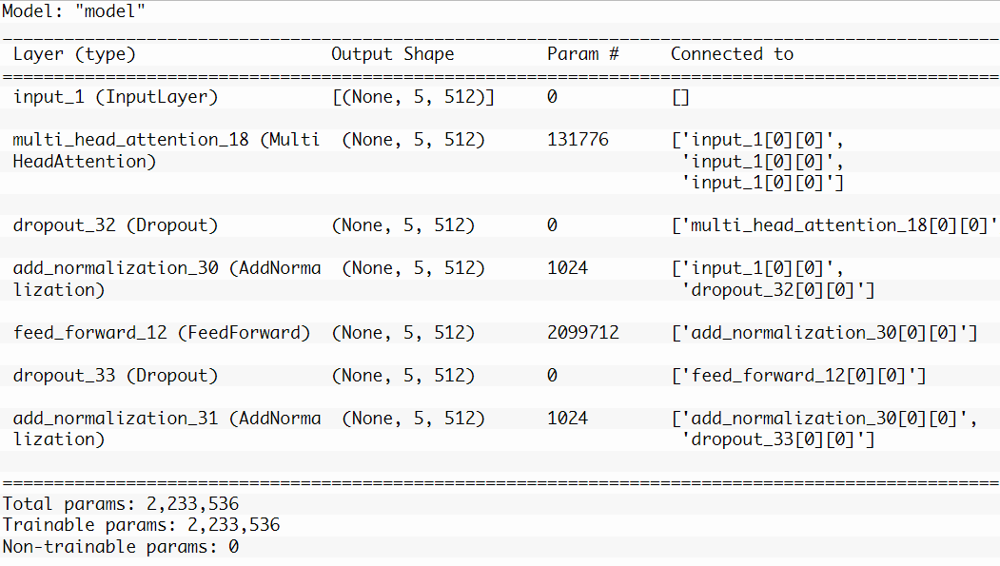 Model: "model"
__________________________________________________________________________________________________
Layer (type) Output Shape Param # Connected to
==================================================================================================
input_1 (InputLayer) [(None, 5, 512)] 0 []
multi_head_attention_18 (Multi (None, 5, 512) 131776 ['input_1[0][0]',
HeadAttention) 'input_1[0][0]',
'input_1[0][0]']
dropout_32 (Dropout) (None, 5, 512) 0 ['multi_head_attention_18[0][0]'
add_normalization_30 (AddNorma (None, 5, 512) 1024 ['input_1[0][0]',
lization) 'dropout_32[0][0]']
feed_forward_12 (FeedForward) (None, 5, 512) 2099712 ['add_normalization_30[0][0]']
dropout_33 (Dropout) (None, 5, 512) 0 ['feed_forward_12[0][0]']
add_normalization_31 (AddNorma (None, 5, 512) 1024 ['add_normalization_30[0][0]',
lization) 'dropout_33[0][0]']
==================================================================================================
Total params: 2,233,536
Trainable params: 2,233,536
Non-trainable params: 0